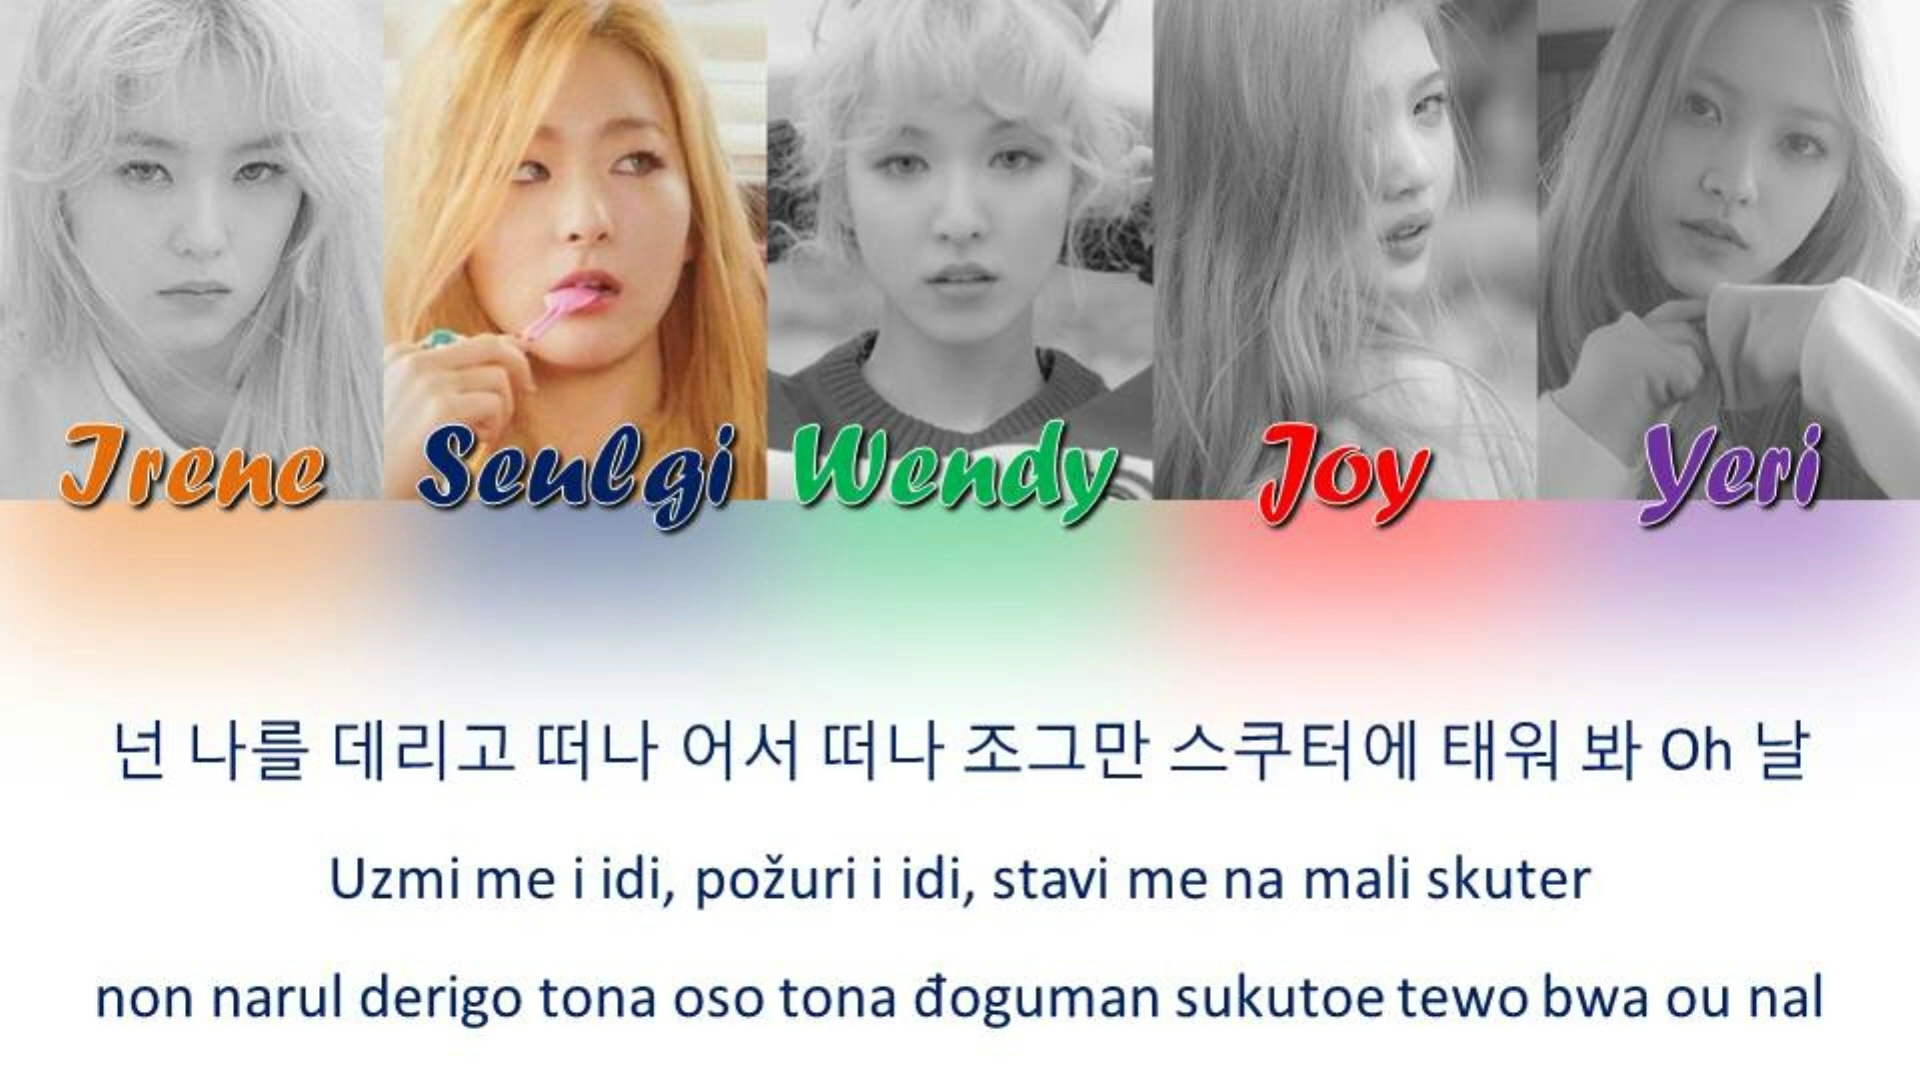 Irene Seulgi Wendy Joy Yeri
넌 나를 데리고 떠나 어서 떠나 조그만 스쿠터에 태워 봐 Oh 날
Uzmi me i idi, požuri i idi, stavi me na mali skuter
non narul derigo tona oso tona đoguman sukutoe tewo bwa ou nal